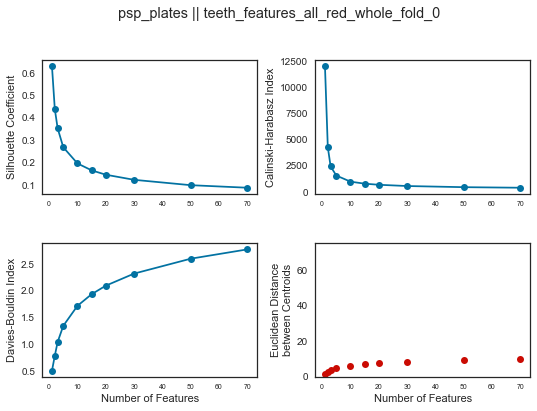 psp_plates || teeth_features_all_red_whole_fold_0
Silhouette Coefficient
0.6
0.5
0.4
0.3
0.2
0.1
0 10 20 30 40 50 60 70
Calinski-Harabasz Index
12500
10000
7500
5000
2500
0
0 10 20 30 40 50 60 70
Davies-Bouldin Index
2.5
2.0
1.5
1.0
0.5
0 10 20 30 40 50 60 70
Number of Features
Euclidean Distance
between Centroids
60
40
20
0
0 10 20 30 40 50 60 70
Number of Features